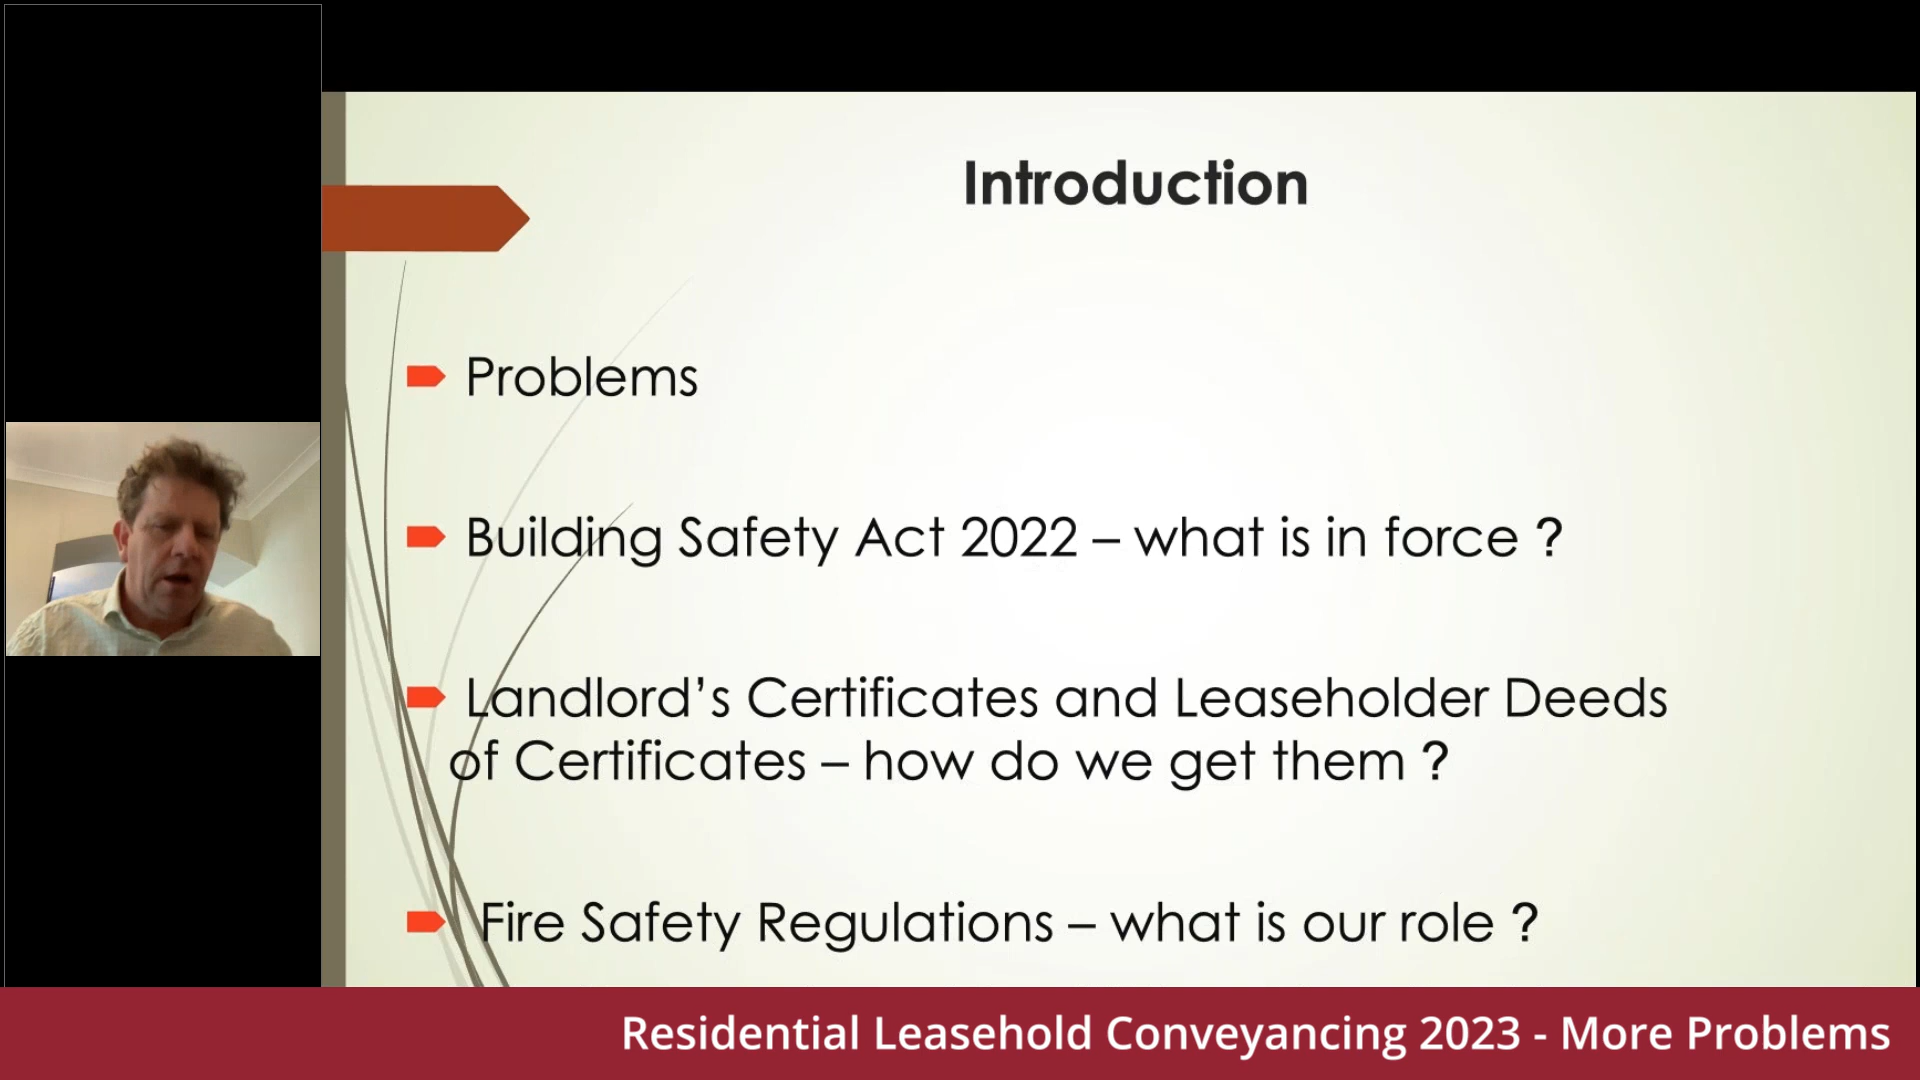 Introduction
Problems
Building Safety Act 2022 – what is in force ?
Landlord’s Certificates and Leaseholder Deeds
of Certificates – how do we get them ?
Fire Safety Regulations – what is our role ?
Residential Leasehold Conveyancing 2023 - More Problems